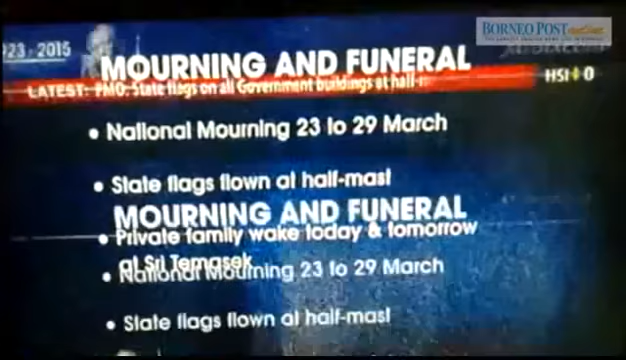 BORNEO POST online
923 - 2015
MOURNING AND FUNERAL
LATEST: PMO: State flags on all Government buildings at half-
HSI 0
• National Mourning 23 to 29 March
• State flags flown at half-mast
MOURNING AND FUNERAL
• Private family wake today & tomorrow
at Sri Temasek
• National Mourning 23 to 29 March
• State flags flown at half-mast